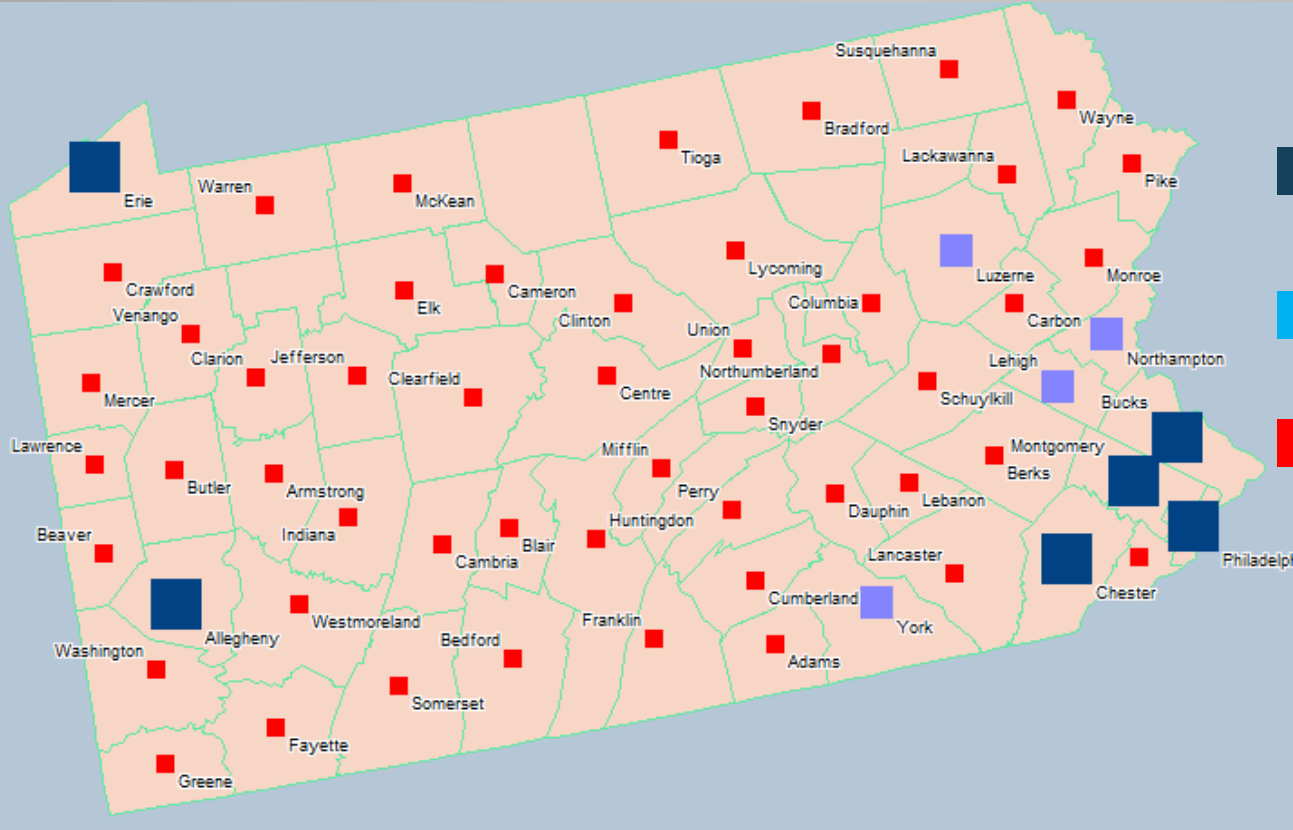 Susquehanna
Wayne
Bradford
Tioga
Lackawanna
Pike
Warren
McKean
Erie
Lycoming
Luzerne
Monroe
Crawford
Cameron
Elk
Columbia
Venango
Clinton
Carbon
Union
Clarion
Jefferson
Lehigh
Northampton
Northumberland
Clearfield
Centre
Mercer
Schuylkill
Bucks
Snyder
Lawrence
Mifflin
Montgomery
Berks
Butler
Armstrong
Perry
Lebanon
Dauphin
Huntingdon
Beaver
Indiana
Blair
Lancaster
Philadelph
Cambria
Chester
Cumberland
Westmoreland
Franklin
York
Allegheny
Bedford
Washington
Adams
Somerset
Fayette
Greene